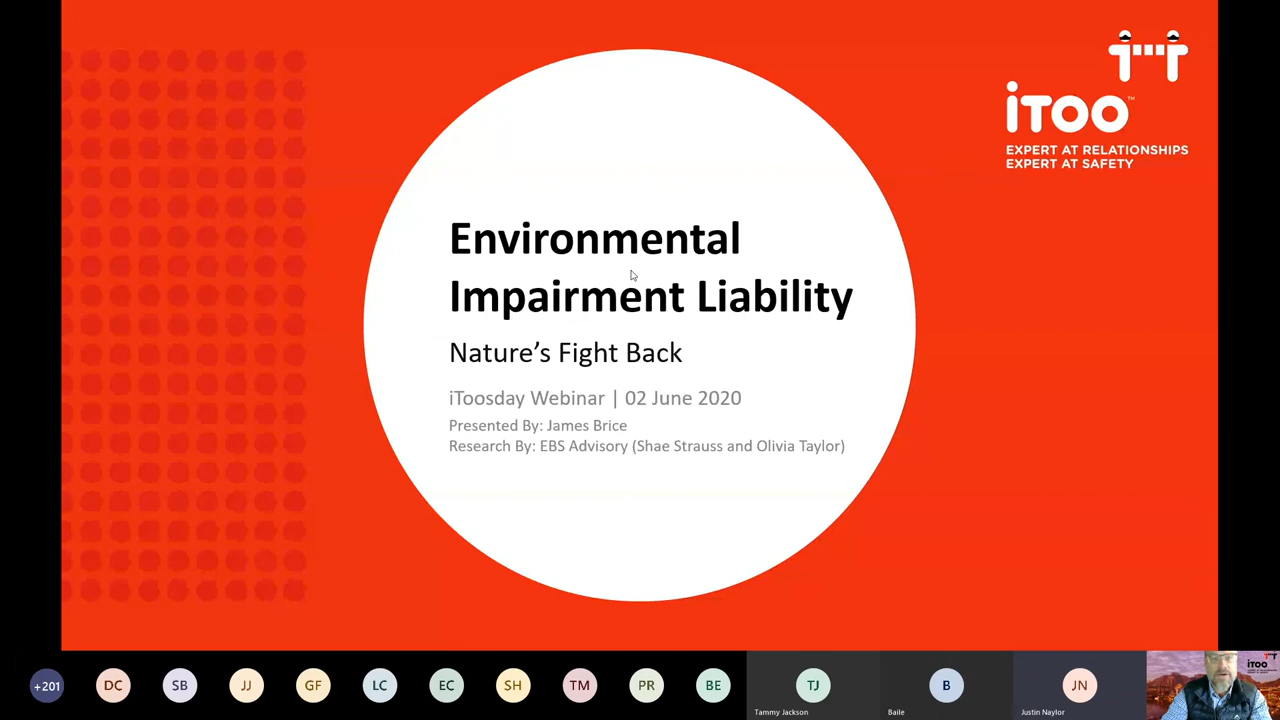 iTOO™
EXPERT AT RELATIONSHIPS
EXPERT AT SAFETY
Environmental
Impairment Liability
Nature's Fight Back
iToosday Webinar | 02 June 2020
Presented By: James Brice
Research By: EBS Advisory (Shae Strauss and Olivia Taylor)
+201
DC
SB
JJ
GF
LC
EC
SH
TM
PR
BE
TJ
Tammy Jackson
B
Baile
JN
Justin Naylor
iTOO